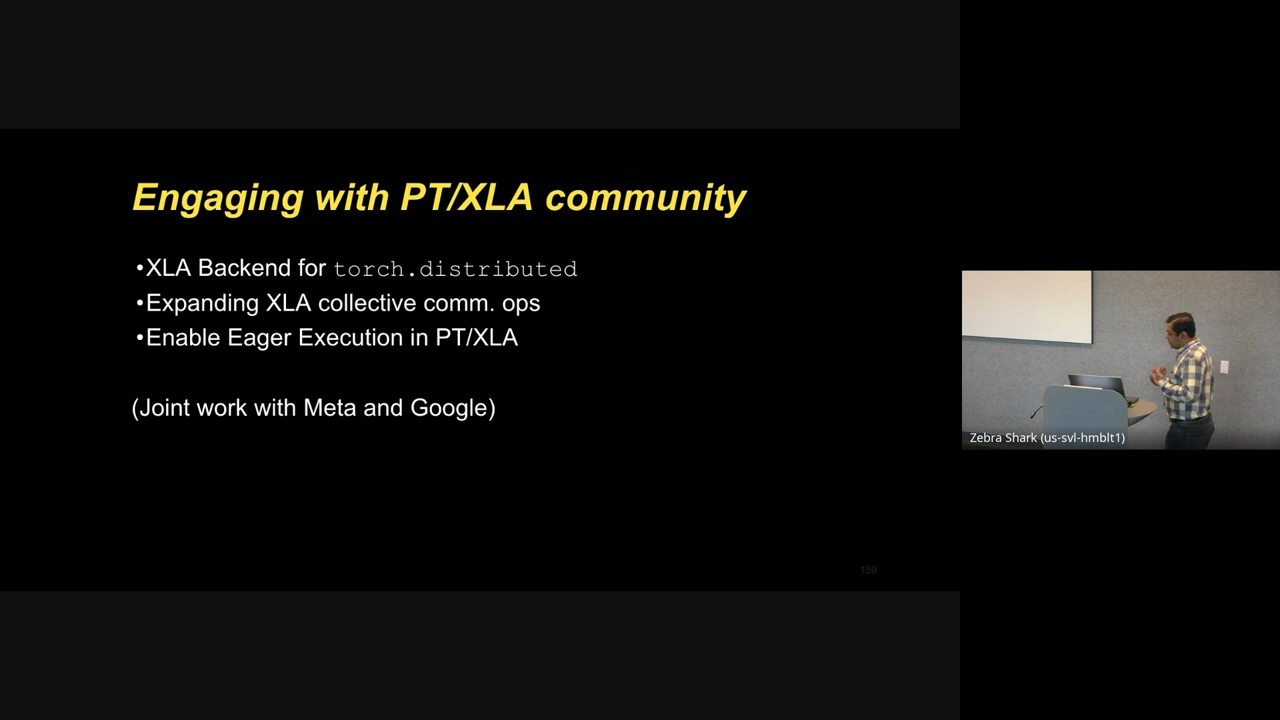 Engaging with PT/XLA community
•XLA Backend for torch.distributed
•Expanding XLA collective comm. ops
•Enable Eager Execution in PT/XLA
(Joint work with Meta and Google)
159
Zebra Shark (us-svl-hmblt1)